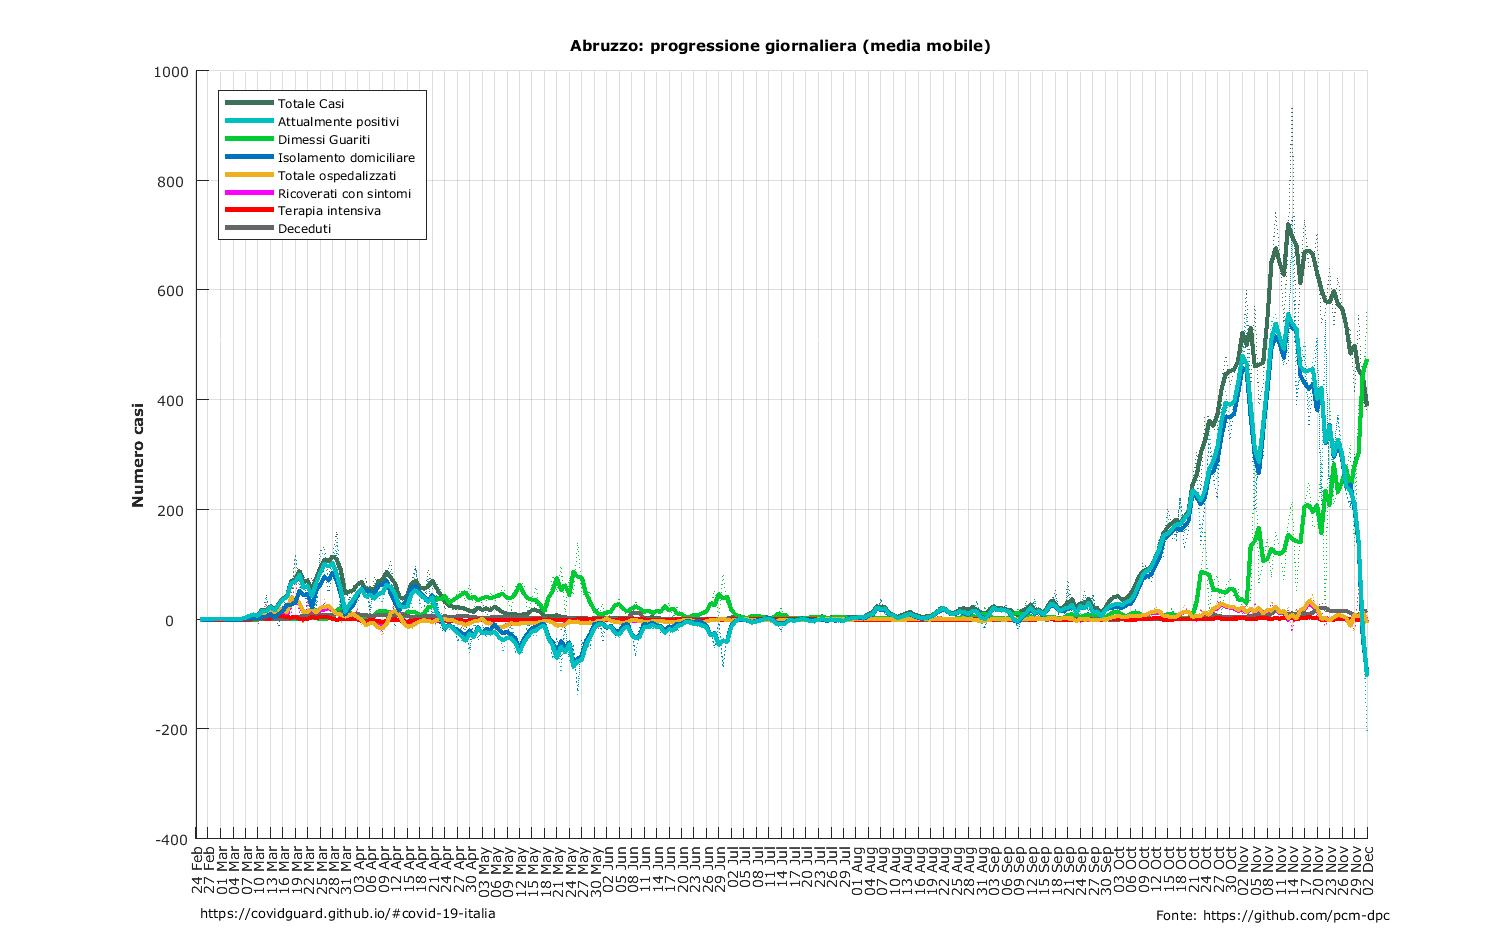 Abruzzo: progressione giornaliera (media mobile)
1000
800
600
400
200
0
-200
-400
Numero casi
Totale Casi
Attualmente positivi
Dimessi Guariti
Isolamento domiciliare
Totale ospedalizzati
Ricoverati con sintomi
Terapia intensiva
Deceduti
24 Feb
27 Feb
01 Mar
04 Mar
07 Mar
10 Mar
13 Mar
16 Mar
19 Mar
22 Mar
25 Mar
28 Mar
31 Mar
03 Apr
06 Apr
09 Apr
12 Apr
15 Apr
18 Apr
21 Apr
24 Apr
27 Apr
30 Apr
03 May
06 May
09 May
12 May
15 May
18 May
21 May
24 May
27 May
30 May
02 Jun
05 Jun
08 Jun
11 Jun
14 Jun
17 Jun
20 Jun
23 Jun
26 Jun
29 Jun
02 Jul
05 Jul
08 Jul
11 Jul
14 Jul
17 Jul
20 Jul
23 Jul
26 Jul
29 Jul
01 Aug
04 Aug
07 Aug
10 Aug
13 Aug
16 Aug
19 Aug
22 Aug
25 Aug
28 Aug
31 Aug
03 Sep
06 Sep
09 Sep
12 Sep
15 Sep
18 Sep
21 Sep
24 Sep
27 Sep
30 Sep
03 Oct
06 Oct
09 Oct
12 Oct
15 Oct
18 Oct
21 Oct
24 Oct
27 Oct
30 Oct
02 Nov
05 Nov
08 Nov
11 Nov
14 Nov
17 Nov
20 Nov
23 Nov
26 Nov
29 Nov
02 Dec
https://covidguard.github.io/#covid-19-italia
Fonte: https://github.com/pcm-dpc